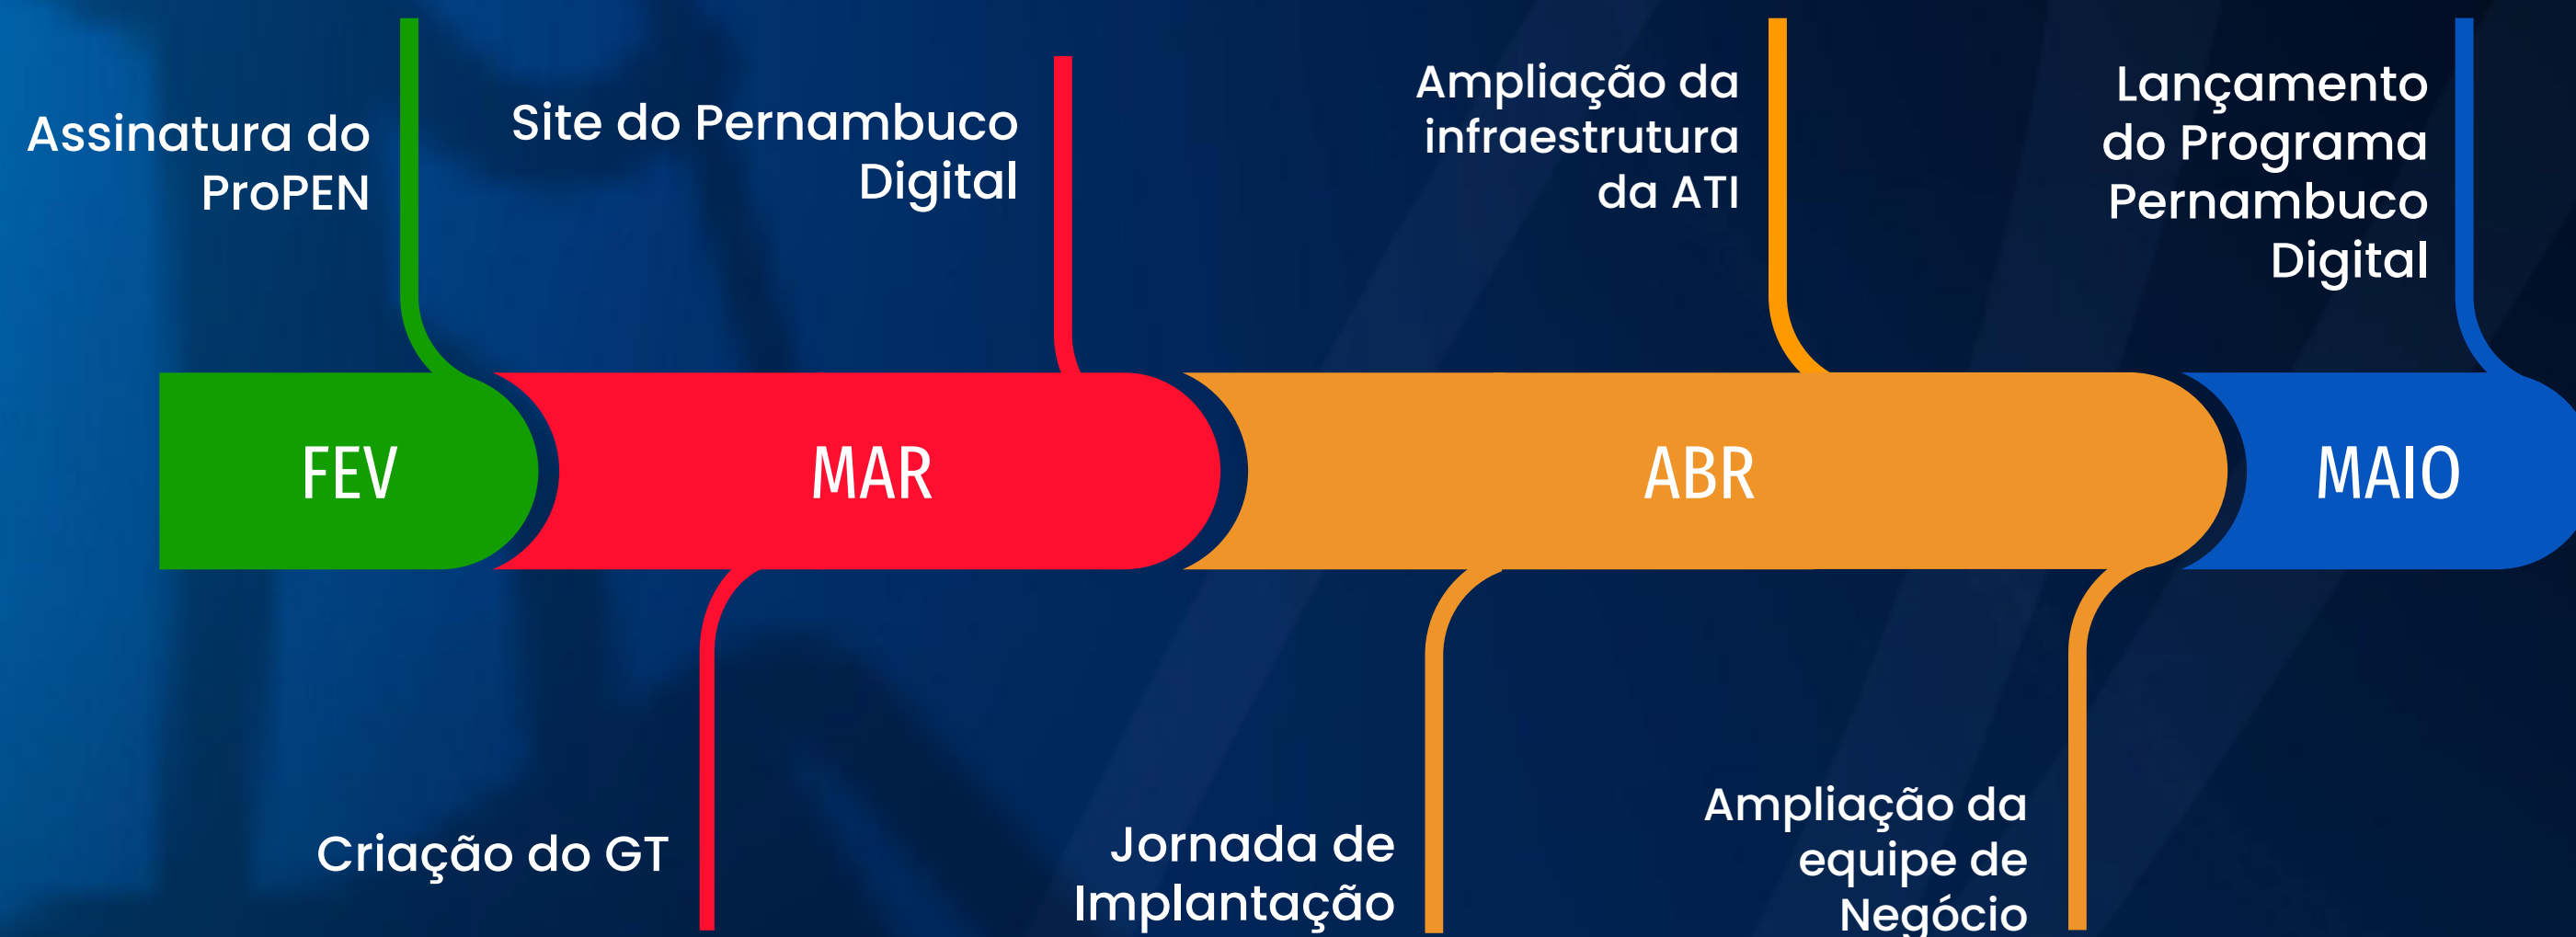 Assinatura do
ProPEN
Site do Pernambuco
Digital
Ampliação da
infraestrutura
da ATI
Lançamento
do Programa
Pernambuco
Digital
FEV
MAR
ABR
MAIO
Criação do GT
Jornada de
Implantação
Ampliação da
equipe de
Negócio